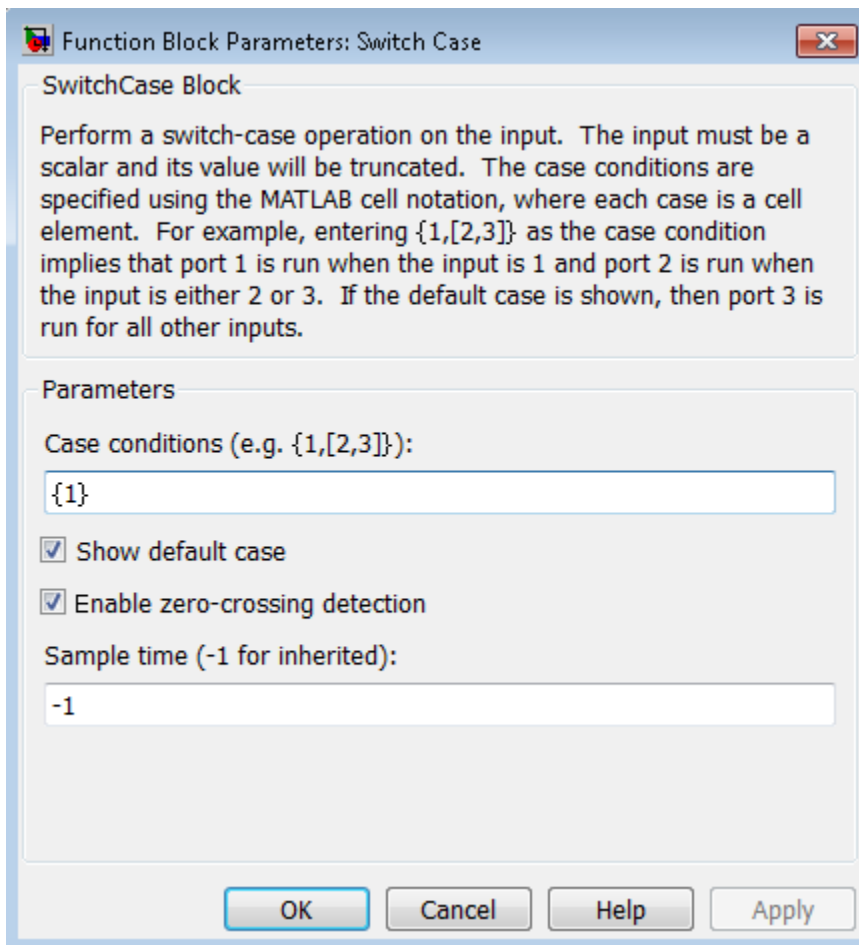 Function Block Parameters: Switch Case
SwitchCase Block
Perform a switch-case operation on the input.  The input must be a
scalar and its value will be truncated.  The case conditions are
specified using the MATLAB cell notation, where each case is a cell
element.  For example, entering {1,[2,3]} as the case condition
implies that port 1 is run when the input is 1 and port 2 is run when
the input is either 2 or 3.  If the default case is shown, then port 3 is
run for all other inputs.
Parameters
Case conditions (e.g. {1,[2,3]}):
{1}
Show default case
Enable zero-crossing detection
Sample time (-1 for inherited):
-1
OK Cancel Help Apply